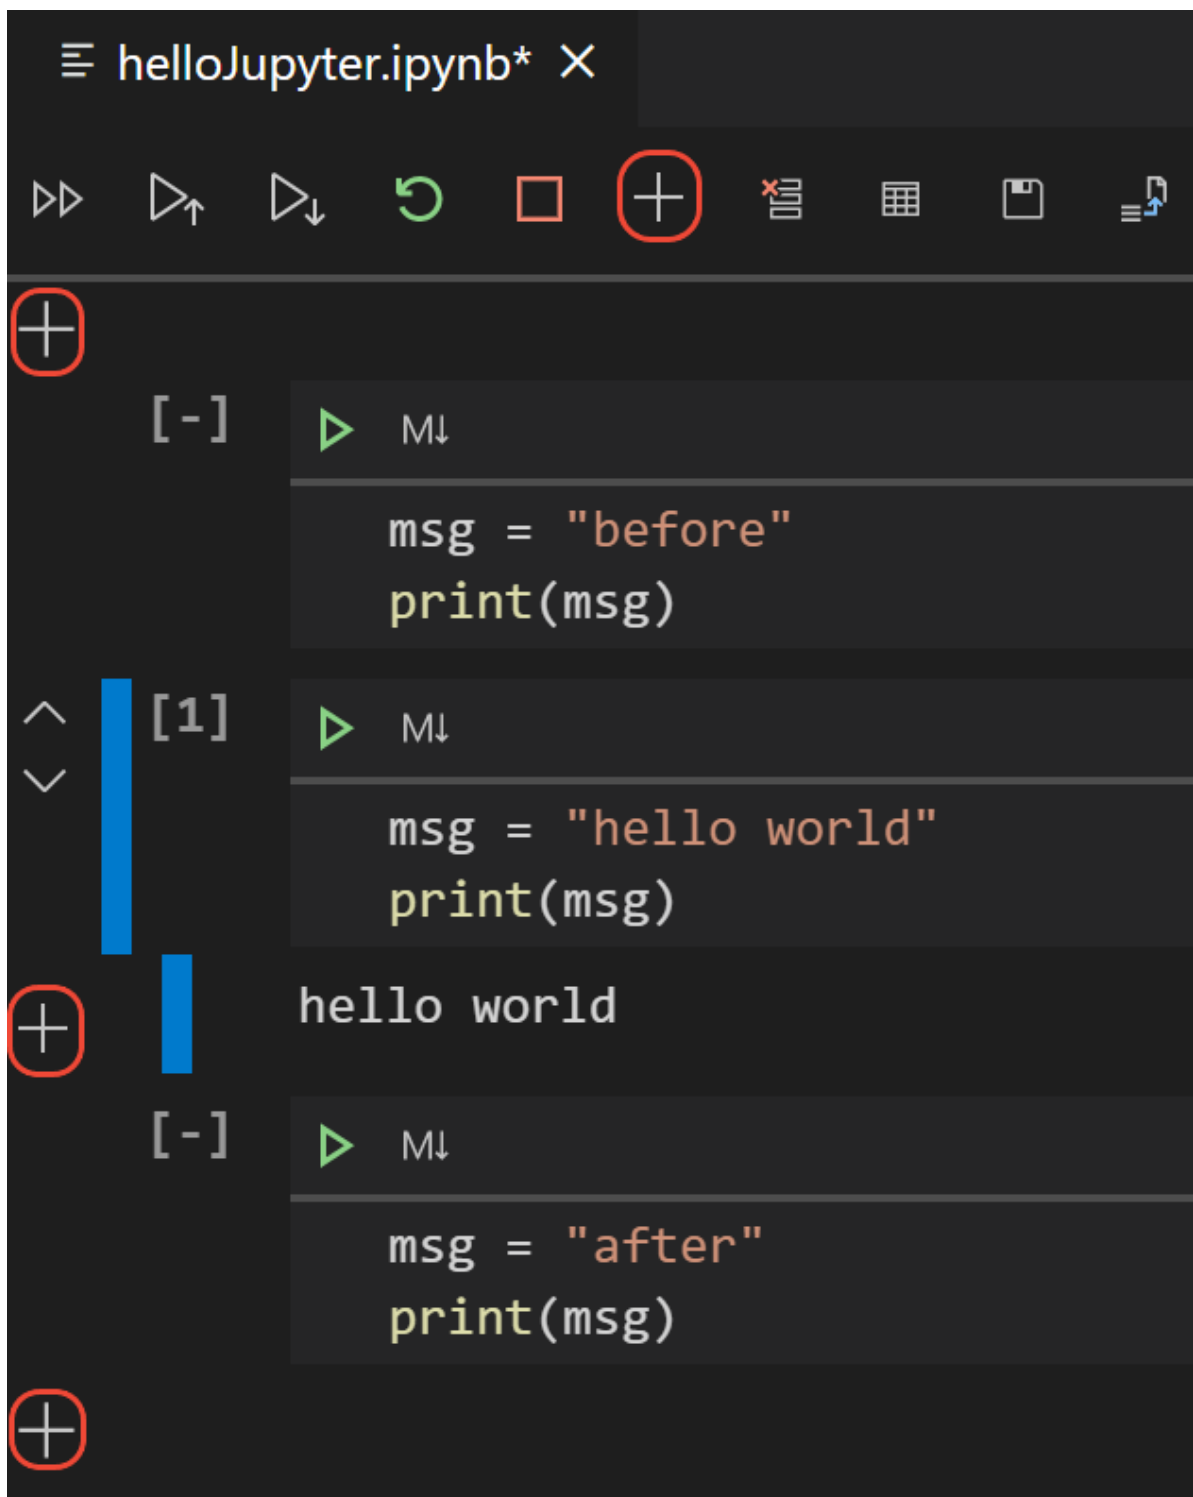 helloJupyter.ipynb*
[-]
M↓
msg = "before"
print(msg)
[1]
M↓
msg = "hello world"
print(msg)
hello world
[-]
M↓
msg = "after"
print(msg)